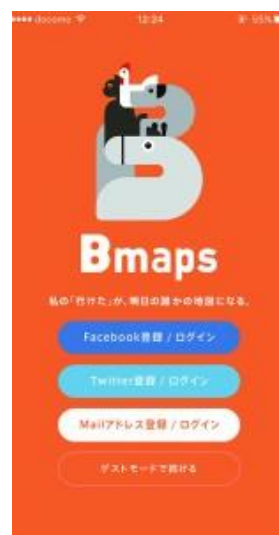 docomo 12:24 55%
Bmaps
私の「行けた」が、明日の誰かの地図になる。
Facebook登録 / ログイン
Twitter登録 / ログイン
Mailアドレス登録 / ログイン
ゲストモードで続ける